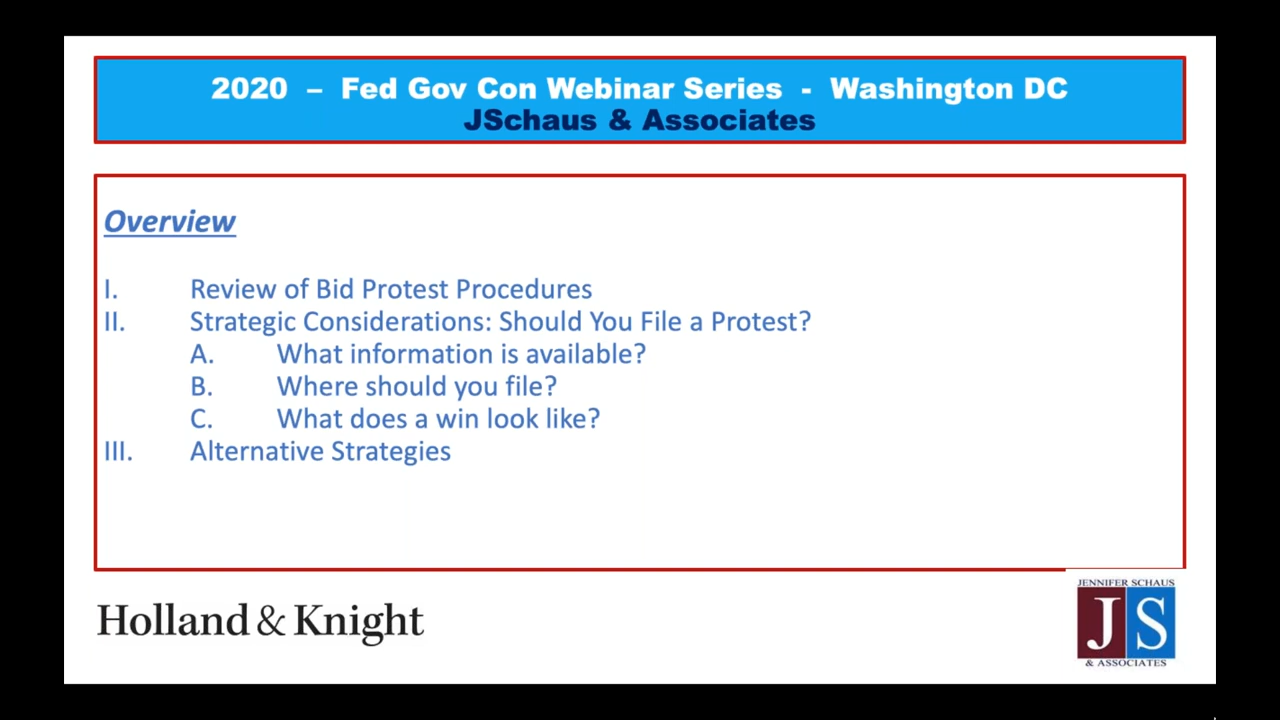 2020 – Fed Gov Con Webinar Series - Washington DC
JSchaus & Associates
Overview
I. Review of Bid Protest Procedures
II. Strategic Considerations: Should You File a Protest?
A. What information is available?
B. Where should you file?
C. What does a win look like?
III. Alternative Strategies
Holland & Knight
JENNIFER SCHAUS
JS
& ASSOCIATES